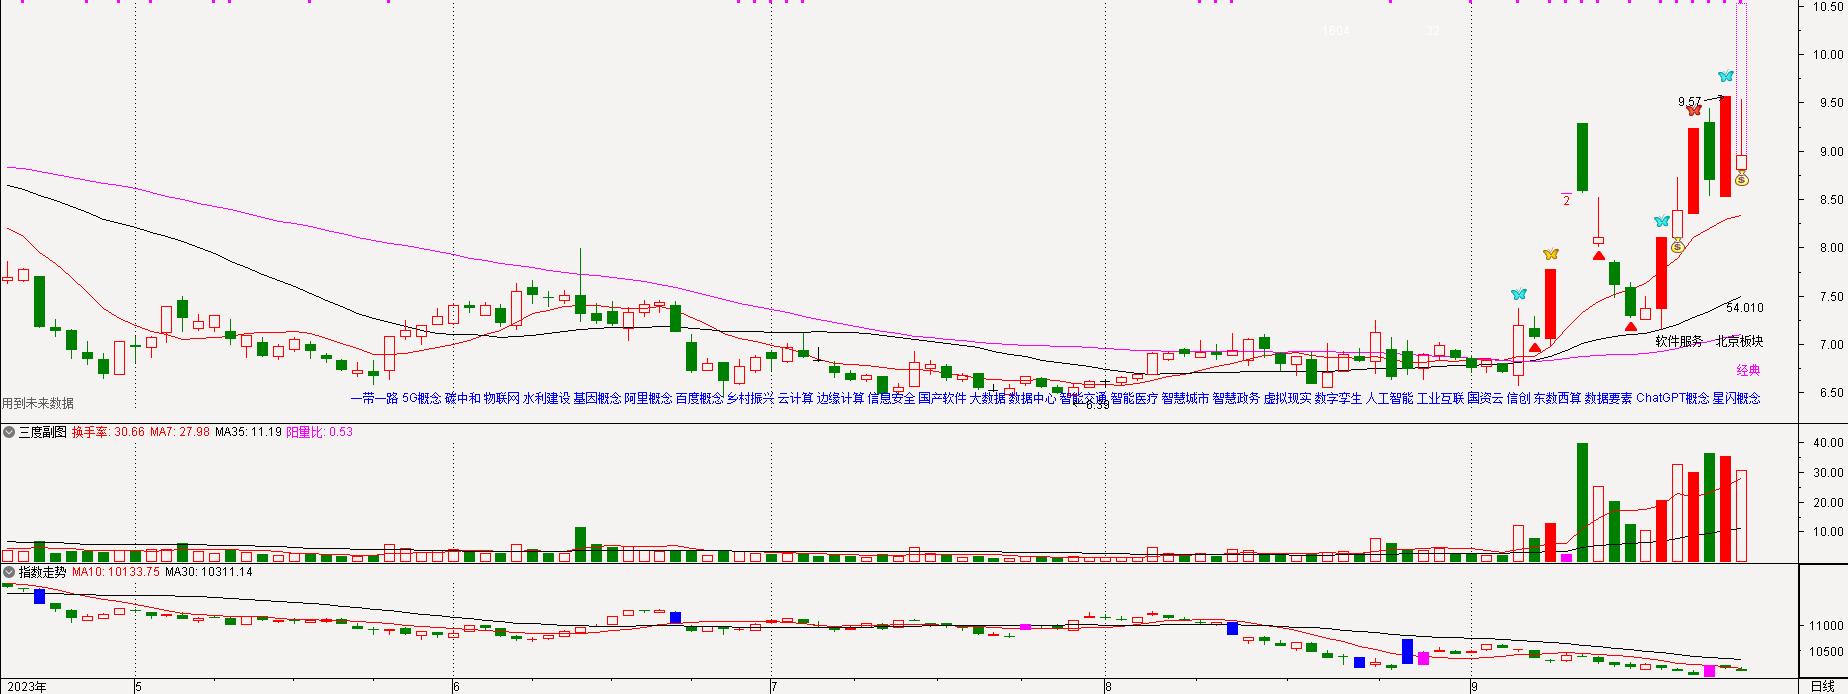 10.50
1604 32
10.00
9.57
9.50
9.00
8.50
2
8.00
7.50
54.010
7.00
软件服务 北京板块
经典
6.50
用到未来数据
一带一路 5G概念 碳中和 物联网 水利建设 基因概念 阿里概念 百度概念 乡村振兴 云计算 边缘计算 信息安全 国产软件 大数据 数据中心 智能交通 智能医疗 智慧城市 智慧政务 虚拟现实 数字孪生 人工智能 工业互联 国资云 信创 东数西算 数据要素 ChatGPT概念 星闪概念
6.39
三度副图 换手率: 30.66 MA7: 27.98 MA35: 11.19 阳量比: 0.53
40.00
30.00
20.00
10.00
指数走势 MA10: 10133.75 MA30: 10311.14
11000
10500
2023年 5 6 7 8 9 日线